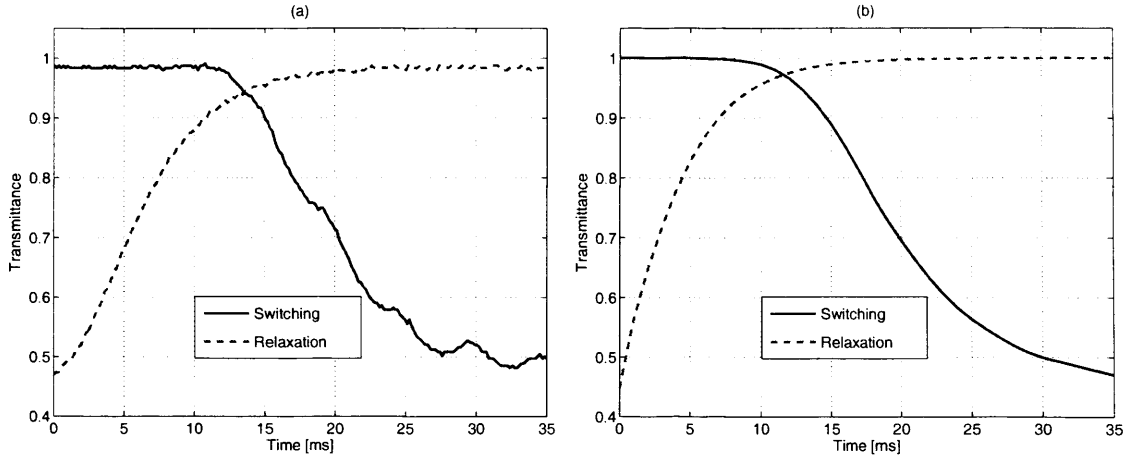 (a)
1
0.9
0.8
0.7
0.6
0.5
0.4
Transmittance
Switching
Relaxation
0 5 10 15 20 25 30 35
Time [ms]
(b)
1
0.9
0.8
0.7
0.6
0.5
0.4
Transmittance
Switching
Relaxation
0 5 10 15 20 25 30 35
Time [ms]